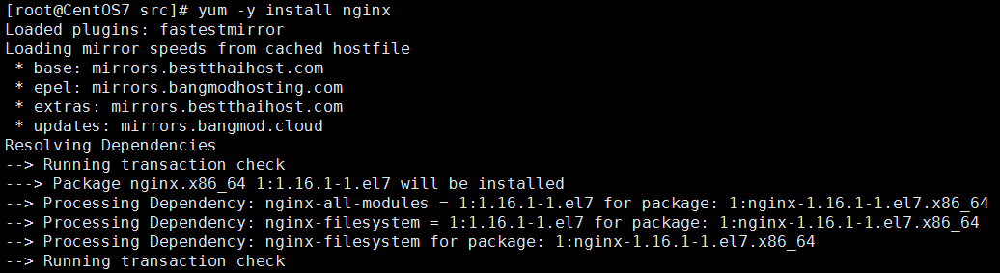 [root@CentOS7 src]# yum -y install nginx
Loaded plugins: fastestmirror
Loading mirror speeds from cached hostfile
 * base: mirrors.bestthaihost.com
 * epel: mirrors.bangmodhosting.com
 * extras: mirrors.bestthaihost.com
 * updates: mirrors.bangmod.cloud
Resolving Dependencies
--> Running transaction check
---> Package nginx.x86_64 1:1.16.1-1.el7 will be installed
--> Processing Dependency: nginx-all-modules = 1:1.16.1-1.el7 for package: 1:nginx-1.16.1-1.el7.x86_64
--> Processing Dependency: nginx-filesystem = 1:1.16.1-1.el7 for package: 1:nginx-1.16.1-1.el7.x86_64
--> Processing Dependency: nginx-filesystem for package: 1:nginx-1.16.1-1.el7.x86_64
--> Running transaction check